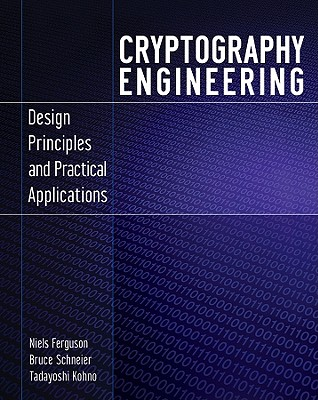 CRYPTOGRAPHY
ENGINEERING
Design
Principles
and Practical
Applications
Niels Ferguson
Bruce Schneier
Tadayoshi Kohno